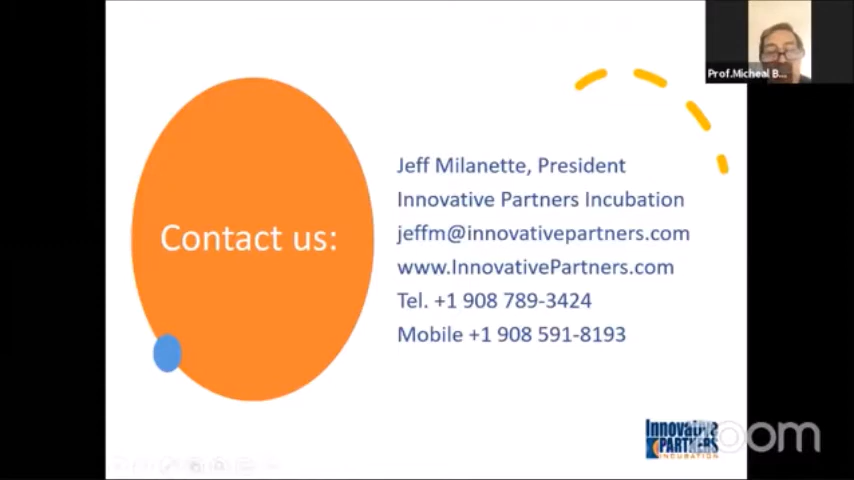 Prof.Micheal B...
Contact us:
Jeff Milanette, President
Innovative Partners Incubation
jeffm@innovativepartners.com
www.InnovativePartners.com
Tel. +1 908 789-3424
Mobile +1 908 591-8193
Innovative
PARTNERS
INCUBATION
zoom